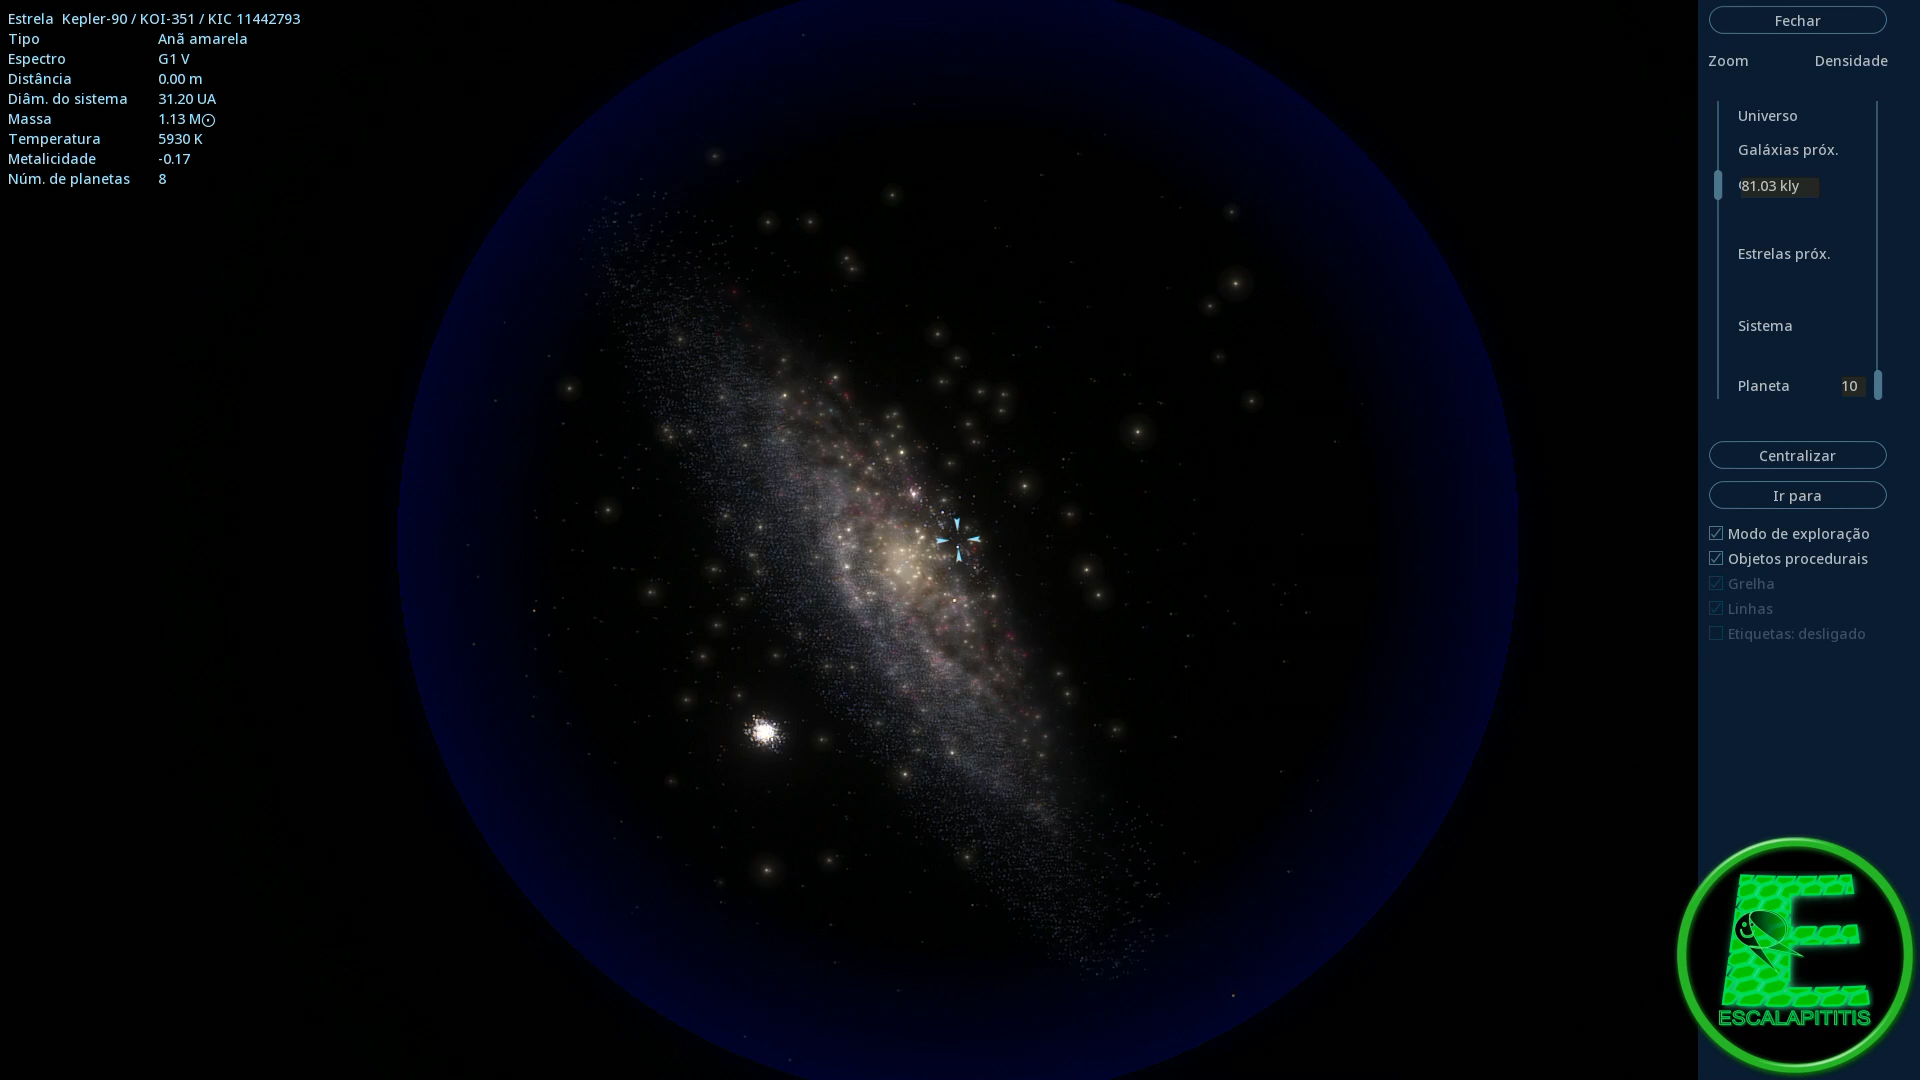 Estrela Kepler-90 / KOI-351 / KIC 11442793
Tipo Anã amarela
Espectro G1 V
Distância 0.00 m
Diâm. do sistema 31.20 UA
Massa 1.13 M☉
Temperatura 5930 K
Metalicidade -0.17
Núm. de planetas 8
Fechar
Zoom Densidade
Universo
Galáxias próx.
81.03 kly
Estrelas próx.
Sistema
Planeta 10
Centralizar
Ir para
Modo de exploração
Objetos procedurais
Grelha
Linhas
Etiquetas: desligado
E
ESCALAPITITIS